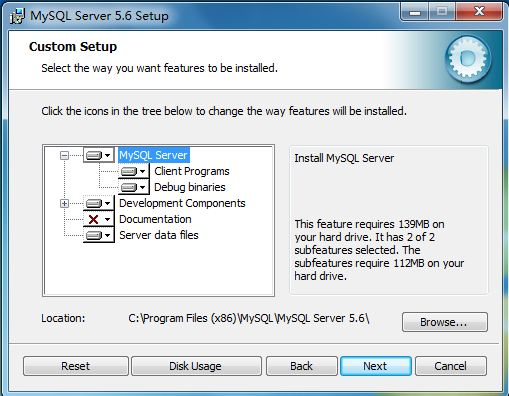 MySQL Server 5.6 Setup
Custom Setup
Select the way you want features to be installed.
Click the icons in the tree below to change the way features will be installed.
MySQL Server
Client Programs
Debug binaries
Development Components
Documentation
Server data files
Install MySQL Server
This feature requires 139MB on
your hard drive. It has 2 of 2
subfeatures selected. The
subfeatures require 112MB on your
hard drive.
Location: C:\Program Files (x86)\MySQL\MySQL Server 5.6\
Browse...
Reset Disk Usage Back Next Cancel